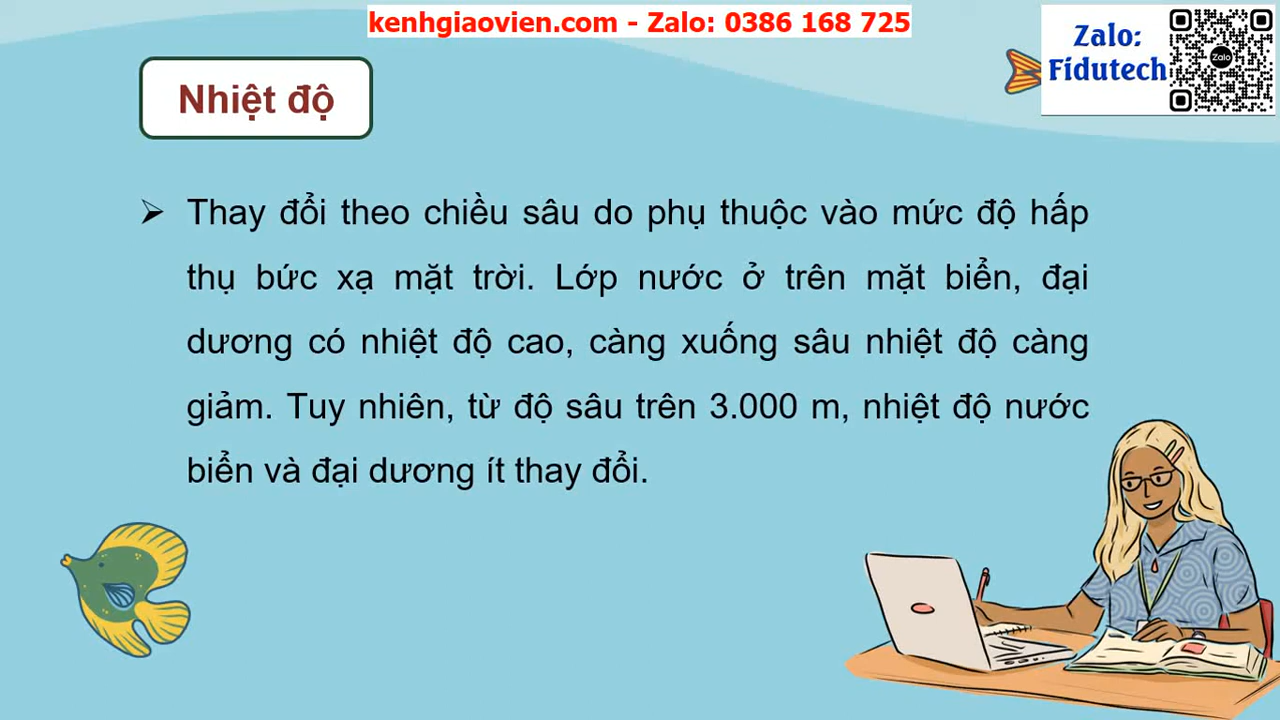 kenhgiaovien.com - Zalo: 0386 168 725
Zalo:
Fidutech
Zalo
Nhiệt độ
➢ Thay đổi theo chiều sâu do phụ thuộc vào mức độ hấp
thụ bức xạ mặt trời. Lớp nước ở trên mặt biển, đại
dương có nhiệt độ cao, càng xuống sâu nhiệt độ càng
giảm. Tuy nhiên, từ độ sâu trên 3.000 m, nhiệt độ nước
biển và đại dương ít thay đổi.